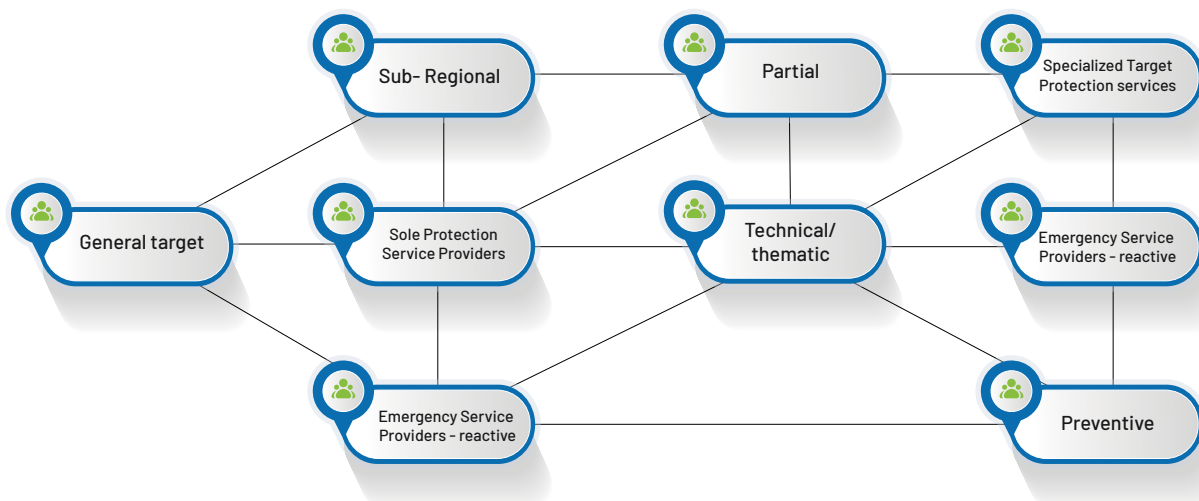 Sub- Regional
Partial
Specialized Target
Protection services
General target
Sole Protection
Service Providers
Technical/
thematic
Emergency Service
Providers - reactive
Emergency Service
Providers - reactive
Preventive